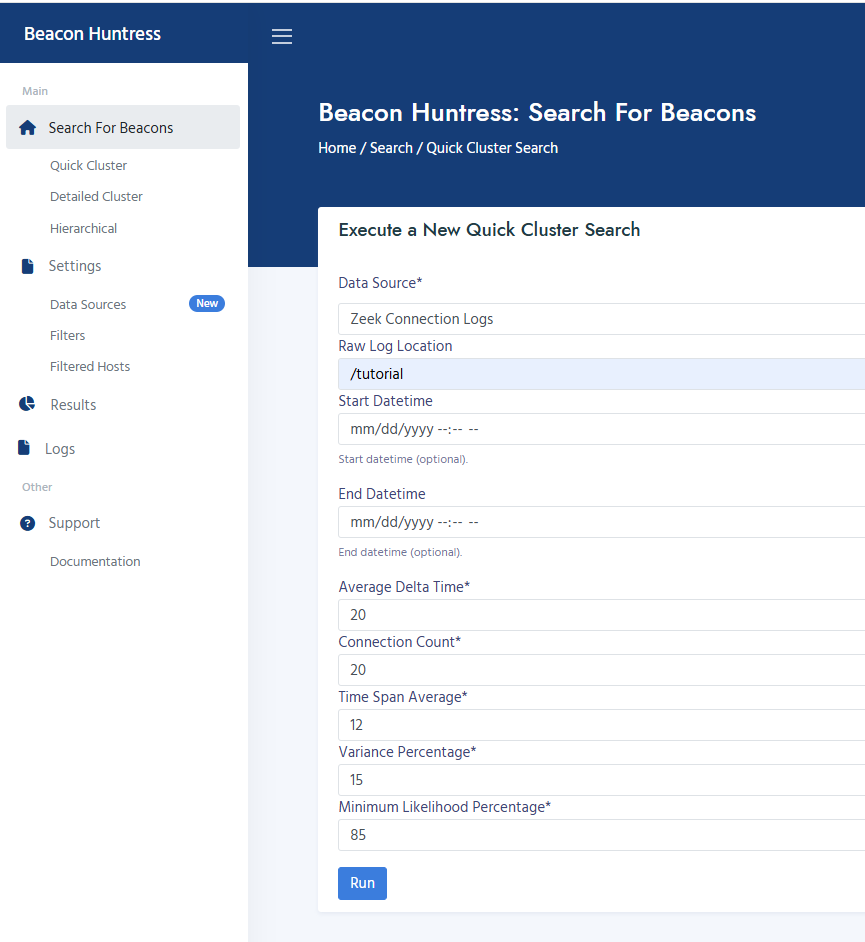 Beacon Huntress
Main
Search For Beacons
Quick Cluster
Detailed Cluster
Hierarchical
Settings
Data Sources New
Filters
Filtered Hosts
Results
Logs
Other
Support
Documentation
Beacon Huntress: Search For Beacons
Home / Search / Quick Cluster Search
Execute a New Quick Cluster Search
Data Source*
Zeek Connection Logs
Raw Log Location
/tutorial
Start Datetime
mm/dd/yyyy --:-- --
Start datetime (optional).
End Datetime
mm/dd/yyyy --:-- --
End datetime (optional).
Average Delta Time*
20
Connection Count*
20
Time Span Average*
12
Variance Percentage*
15
Minimum Likelihood Percentage*
85
Run